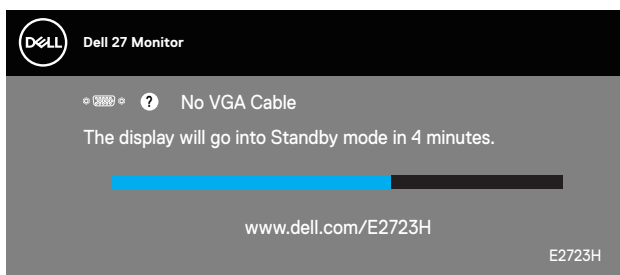 DELL Dell 27 Monitor
? No VGA Cable
The display will go into Standby mode in 4 minutes.
www.dell.com/E2723H
E2723H